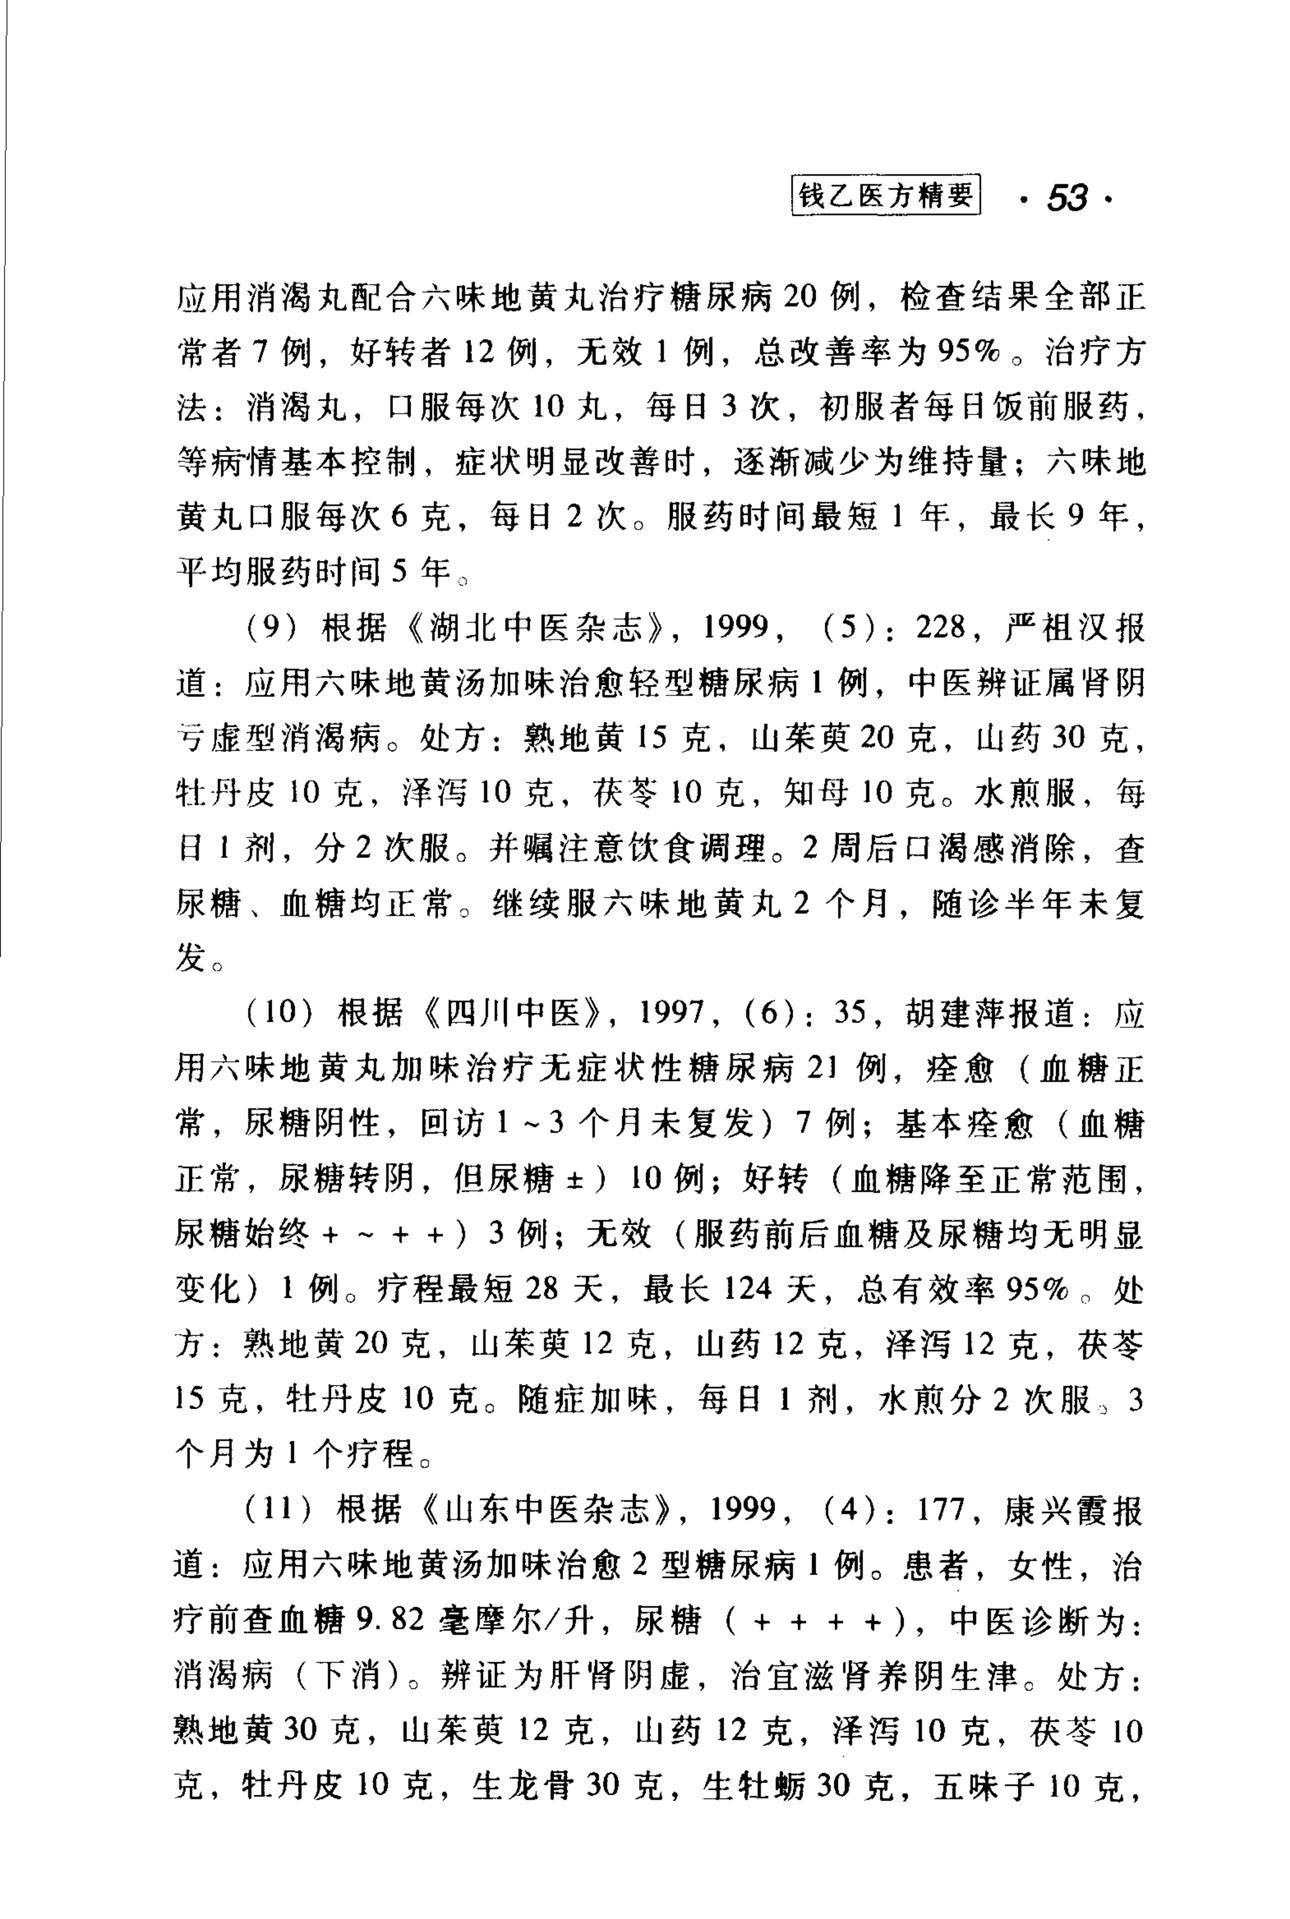 钱乙医方精要 · 53 ·
应用消渴丸配合六味地黄丸治疗糖尿病 20 例，检查结果全部正
常者 7 例，好转者 12 例，无效 1 例，总改善率为 95%。治疗方
法：消渴丸，口服每次 10 丸，每日 3 次，初服者每日饭前服药，
等病情基本控制，症状明显改善时，逐渐减少为维持量；六味地
黄丸口服每次 6 克，每日 2 次。服药时间最短 1 年，最长 9 年，
平均服药时间 5 年。
(9) 根据《湖北中医杂志》，1999，(5)：228，严祖汉报
道：应用六味地黄汤加味治愈轻型糖尿病 1 例，中医辨证属肾阴
亏虚型消渴病。处方：熟地黄 15 克，山茱萸 20 克，山药 30 克，
牡丹皮 10 克，泽泻 10 克，茯苓 10 克，知母 10 克。水煎服，每
日 1 剂，分 2 次服。并嘱注意饮食调理。2 周后口渴感消除，查
尿糖、血糖均正常。继续服六味地黄丸 2 个月，随诊半年未复
发。
(10) 根据《四川中医》，1997，(6)：35，胡建萍报道：应
用六味地黄丸加味治疗无症状性糖尿病 21 例，痊愈（血糖正
常，尿糖阴性，回访 1 ~ 3 个月未复发）7 例；基本痊愈（血糖
正常，尿糖转阴，但尿糖 ±）10 例；好转（血糖降至正常范围，
尿糖始终 + ~ + +）3 例；无效（服药前后血糖及尿糖均无明显
变化）1 例。疗程最短 28 天，最长 124 天，总有效率 95%。处
方：熟地黄 20 克，山茱萸 12 克，山药 12 克，泽泻 12 克，茯苓
15 克，牡丹皮 10 克。随症加味，每日 1 剂，水煎分 2 次服。3
个月为 1 个疗程。
(11) 根据《山东中医杂志》，1999，(4)：177，康兴霞报
道：应用六味地黄汤加味治愈 2 型糖尿病 1 例。患者，女性，治
疗前查血糖 9.82 毫摩尔/升，尿糖（+ + + +），中医诊断为：
消渴病（下消）。辨证为肝肾阴虚，治宜滋肾养阴生津。处方：
熟地黄 30 克，山茱萸 12 克，山药 12 克，泽泻 10 克，茯苓 10
克，牡丹皮 10 克，生龙骨 30 克，生牡蛎 30 克，五味子 10 克，